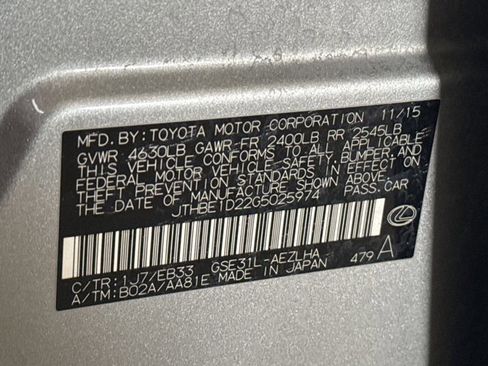 MFD. BY: TOYOTA MOTOR CORPORATION 11/15
GVWR 4630LB GAWR-FR 2400LB RR 2545LB
THIS VEHICLE CONFORMS TO ALL APPLICABLE
FEDERAL MOTOR VEHICLE SAFETY, BUMPER, AND
THEFT PREVENTION STANDARDS IN EFFECT ON
THE DATE OF MANUFACTURE SHOWN ABOVE.
JTHBE1D22G5025974 PASS. CAR
C/TR: 1J7/EB33 GSE31L-AEZLHA 479 A
A/TM: B02A/AA81E MADE IN JAPAN